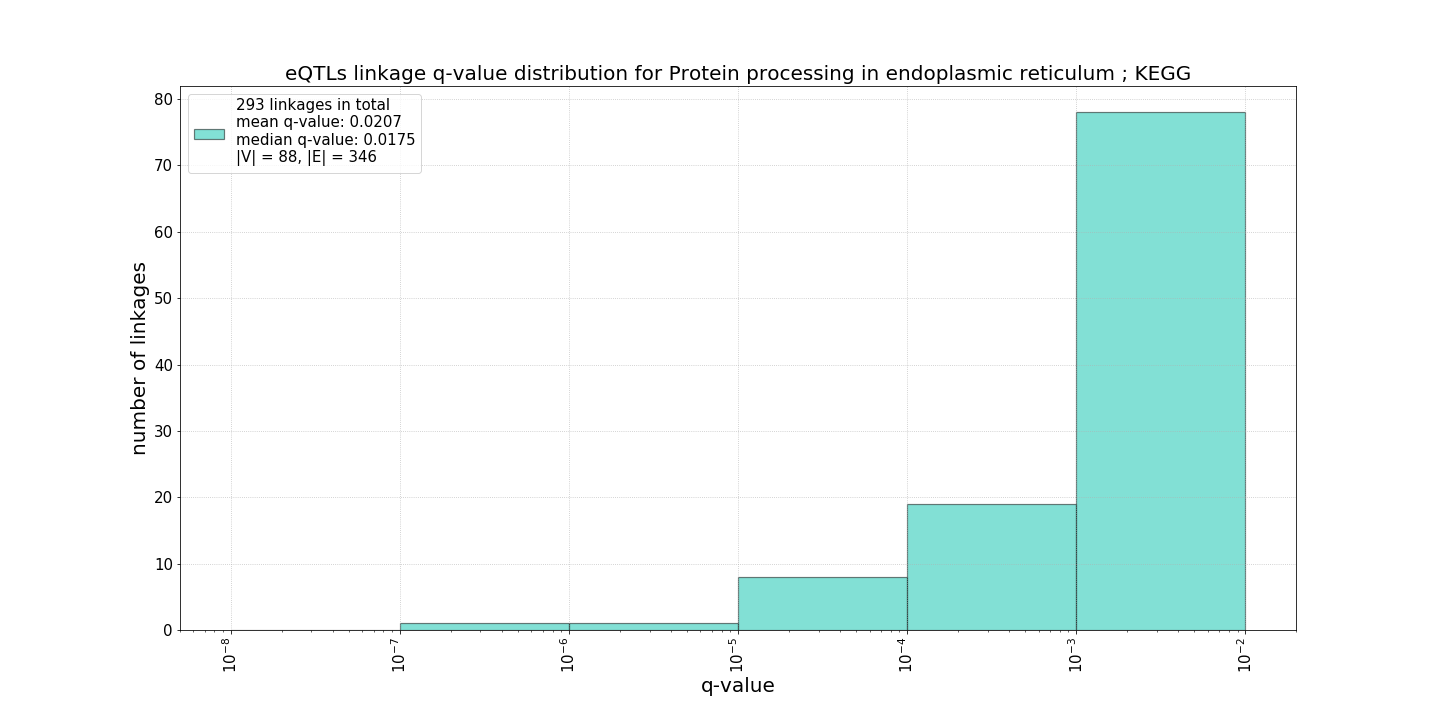 eQTLs linkage q-value distribution for Protein processing in endoplasmic reticulum ; KEGG
293 linkages in total
mean q-value: 0.0207
median q-value: 0.0175
|V| = 88, |E| = 346
number of linkages
80
70
60
50
40
30
20
10
0
10⁻⁸
10⁻⁷
10⁻⁶
10⁻⁵
10⁻⁴
10⁻³
10⁻²
q-value